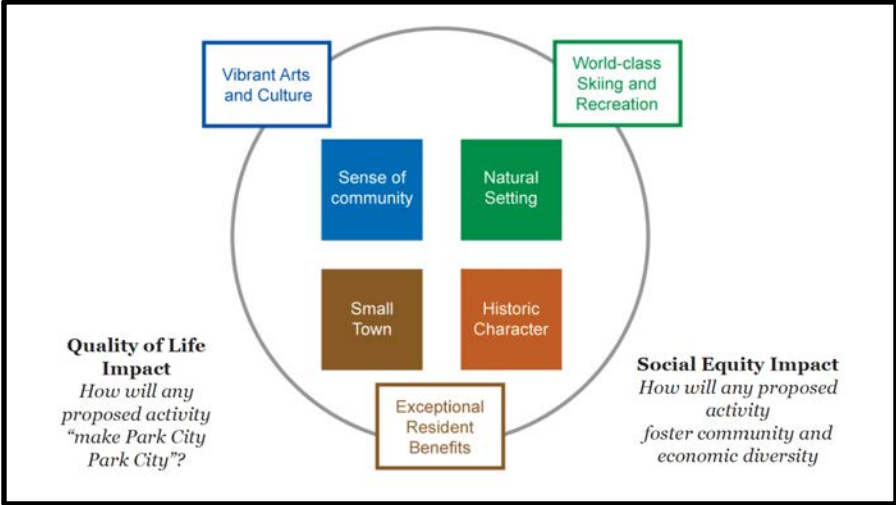 Vibrant Arts
and Culture
World-class
Skiing and
Recreation
Sense of
community
Natural
Setting
Small
Town
Historic
Character
Quality of Life
Impact
How will any
proposed activity
“make Park City
Park City”?
Exceptional
Resident
Benefits
Social Equity Impact
How will any proposed
activity
foster community and
economic diversity